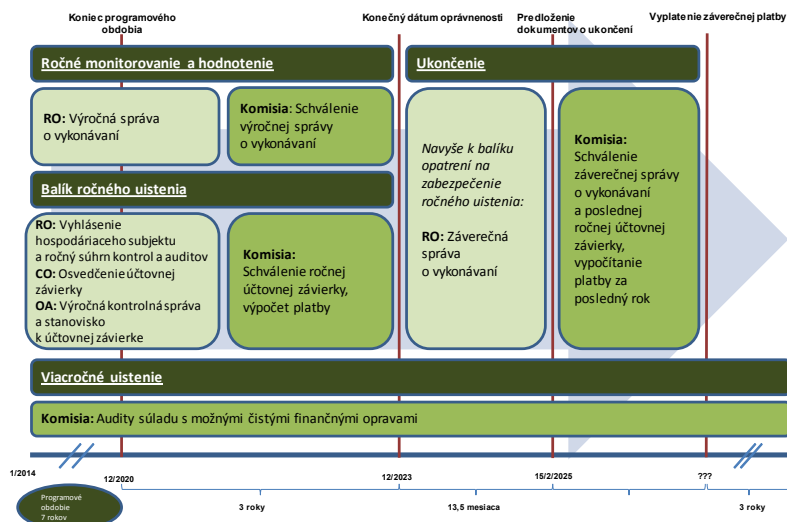 Koniec programového
obdobia
Konečný dátum oprávnenosti
Predloženie
dokumentov o ukončení
Vyplatenie záverečnej platby
Ročné monitorovanie a hodnotenie
Ukončenie
RO: Výročná správa
o vykonávaní
Komisia: Schválenie
výročnej správy
o vykonávaní
Balík ročného uistenia
RO: Vyhlásenie
hospodáriaceho subjektu
a ročný súhrn kontrol a auditov
CO: Osvedčenie účtovnej
závierky
OA: Výročná kontrolná správa
a stanovisko
k účtovnej závierke
Komisia:
Schválenie ročnej
účtovnej závierky,
výpočet platby
Navyše k balíku
opatrení na
zabezpečenie
ročného uistenia:
RO: Záverečná
správa
o vykonávaní
Komisia:
Schválenie
záverečnej správy
o vykonávaní
a poslednej
ročnej účtovnej
závierky,
vypočítanie
platby za
posledný rok
Viacročné uistenie
Komisia: Audity súladu s možnými čistými finančnými opravami
1/2014
12/2020
12/2023
15/2/2025
???
Programové
obdobie
7 rokov
3 roky
13,5 mesiaca
3 roky